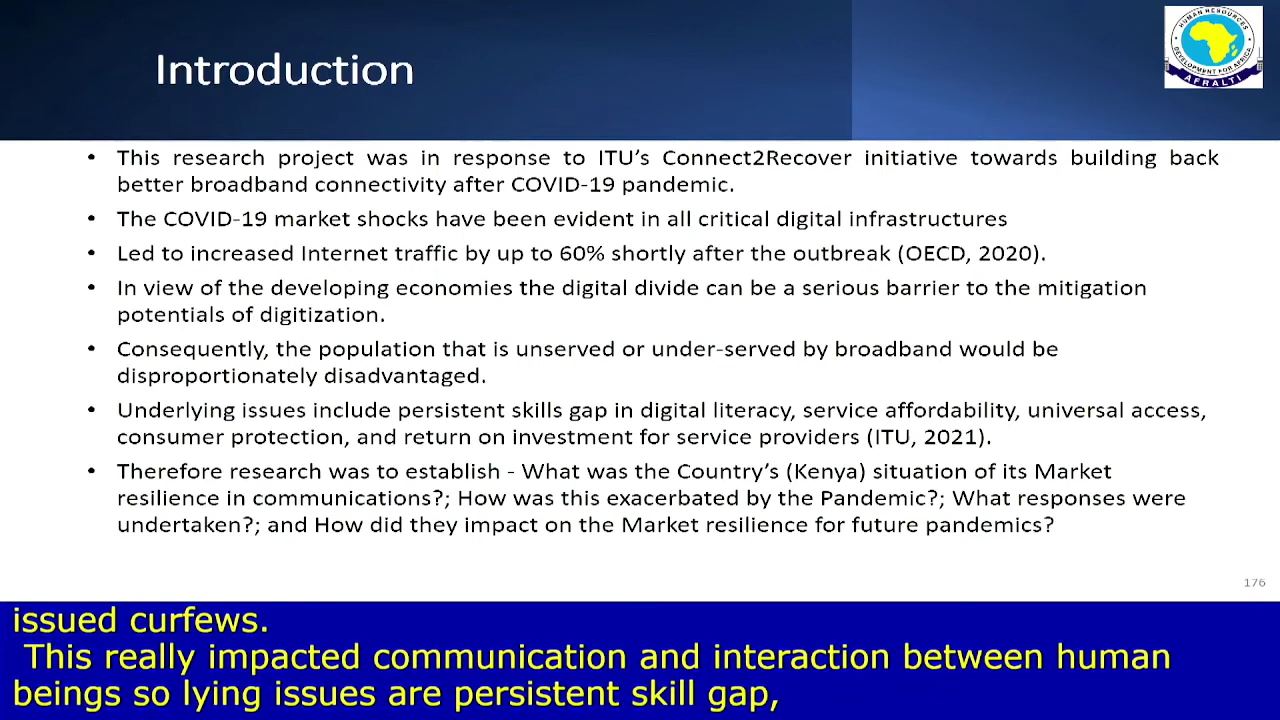 Introduction
HUMAN RESOURCES
DEVELOPMENT FOR AFRICA
AFRALTI
• This research project was in response to ITU's Connect2Recover initiative towards building back
better broadband connectivity after COVID-19 pandemic.
• The COVID-19 market shocks have been evident in all critical digital infrastructures
• Led to increased Internet traffic by up to 60% shortly after the outbreak (OECD, 2020).
• In view of the developing economies the digital divide can be a serious barrier to the mitigation
potentials of digitization.
• Consequently, the population that is unserved or under-served by broadband would be
disproportionately disadvantaged.
• Underlying issues include persistent skills gap in digital literacy, service affordability, universal access,
consumer protection, and return on investment for service providers (ITU, 2021).
• Therefore research was to establish - What was the Country's (Kenya) situation of its Market
resilience in communications?; How was this exacerbated by the Pandemic?; What responses were
undertaken?; and How did they impact on the Market resilience for future pandemics?
176
issued curfews.
This really impacted communication and interaction between human
beings so lying issues are persistent skill gap,